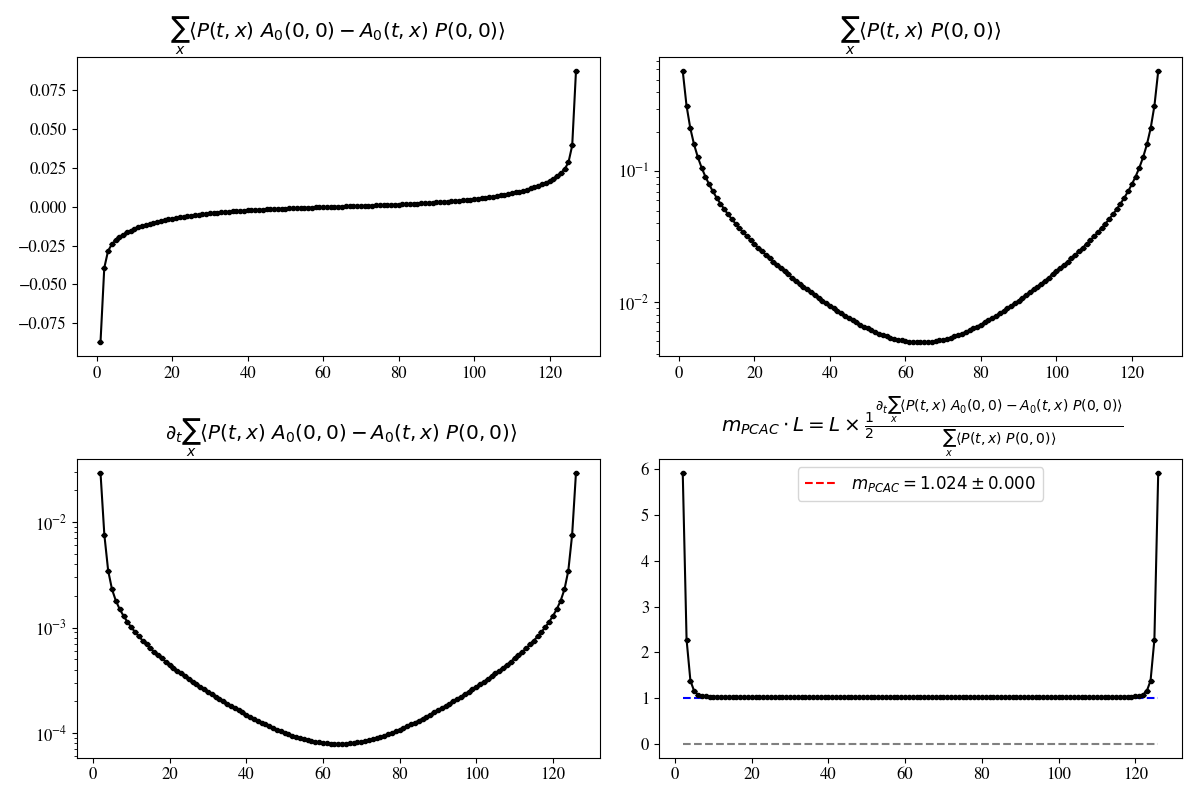 ∑ₓ⟨P(t, x) A₀(0, 0) − A₀(t, x) P(0, 0)⟩
0.075
0.050
0.025
0.000
−0.025
−0.050
−0.075
0 20 40 60 80 100 120
∑ₓ⟨P(t, x) P(0, 0)⟩
10⁻¹
10⁻²
0 20 40 60 80 100 120
∂ₜ∑ₓ⟨P(t, x) A₀(0, 0) − A₀(t, x) P(0, 0)⟩
10⁻²
10⁻³
10⁻⁴
0 20 40 60 80 100 120
m_PCAC · L = L × 1/2 ∂ₜ∑ₓ⟨P(t, x) A₀(0, 0) − A₀(t, x) P(0, 0)⟩ / ∑ₓ⟨P(t, x) P(0, 0)⟩
m_PCAC = 1.024 ± 0.000
6
5
4
3
2
1
0
0 20 40 60 80 100 120